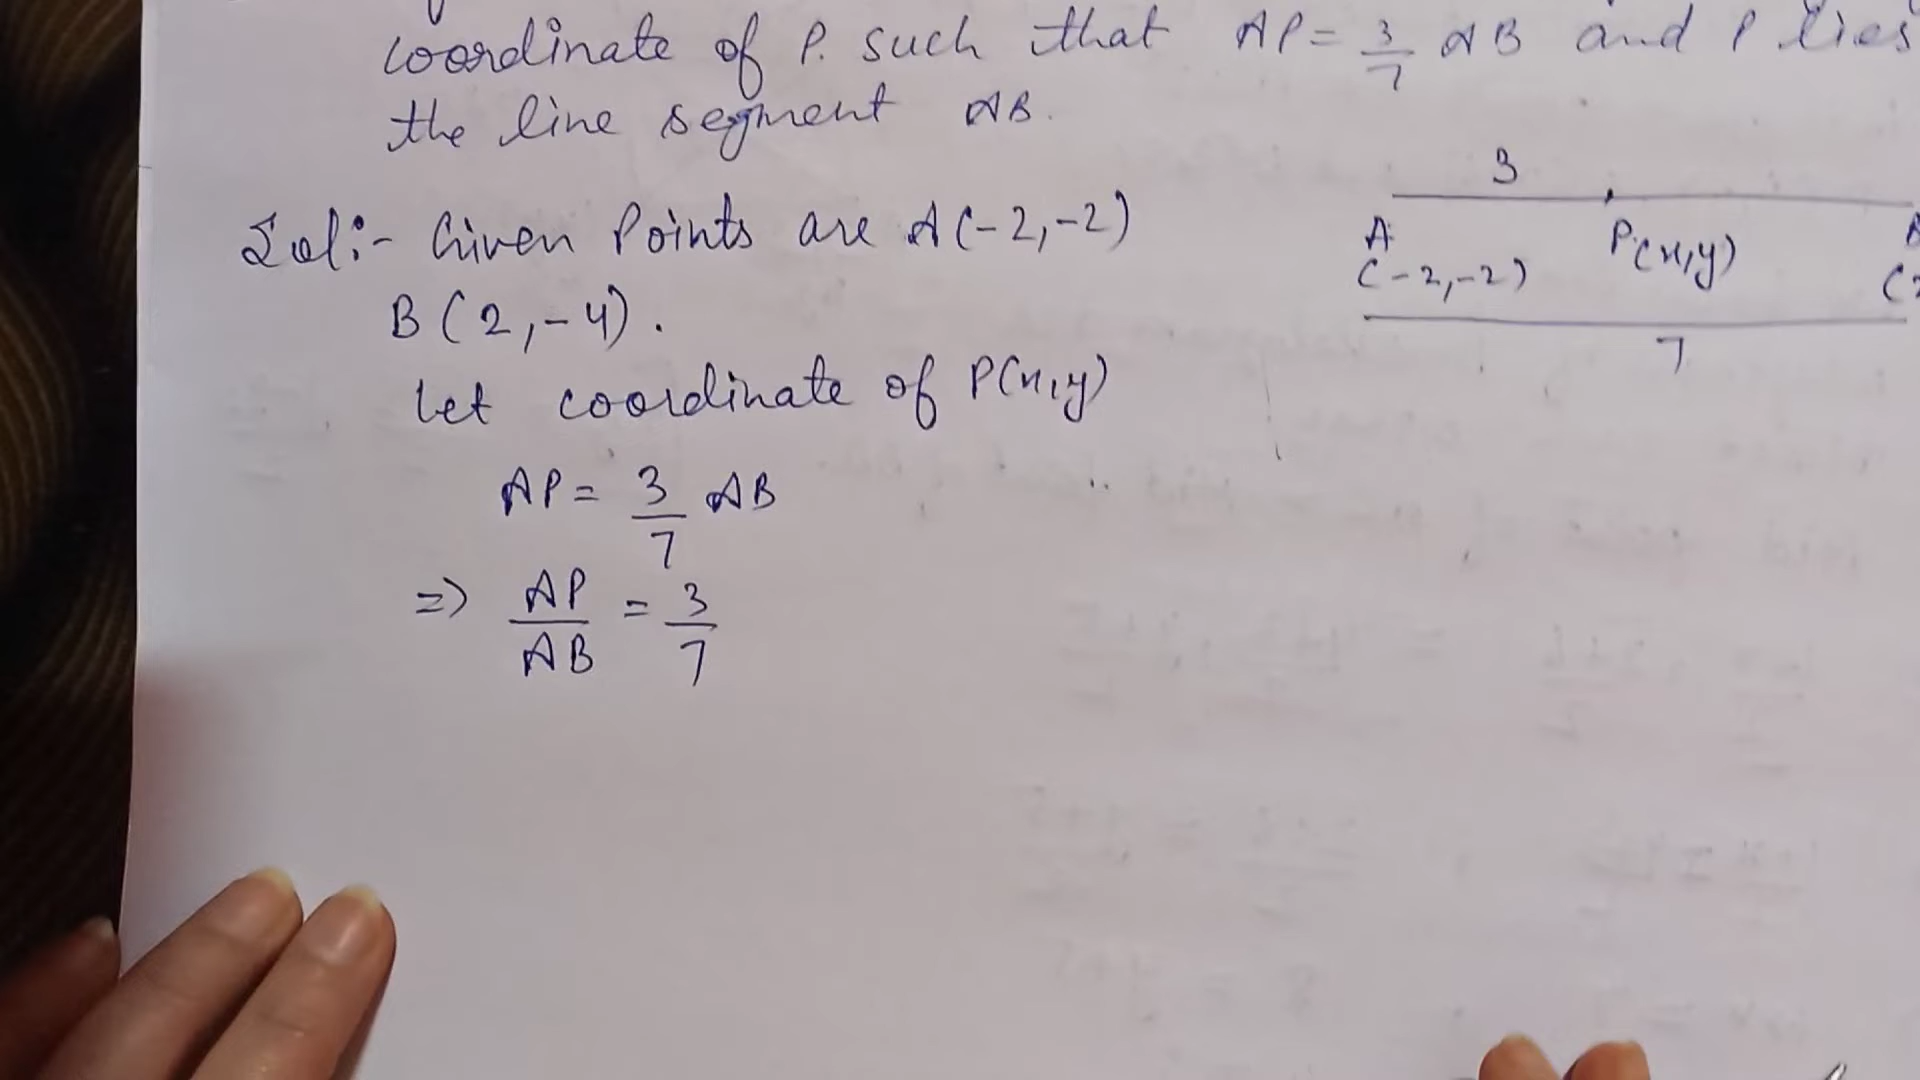 coordinate of P. such that AP = 3/7 AB and P lies
the line segment AB.
Sol:- Given Points are A(-2,-2)
B(2,-4).
Let coordinate of P(x,y)
AP = 3/7 AB
=> AP/AB = 3/7
3
A P(x,y)
(-2,-2)
7